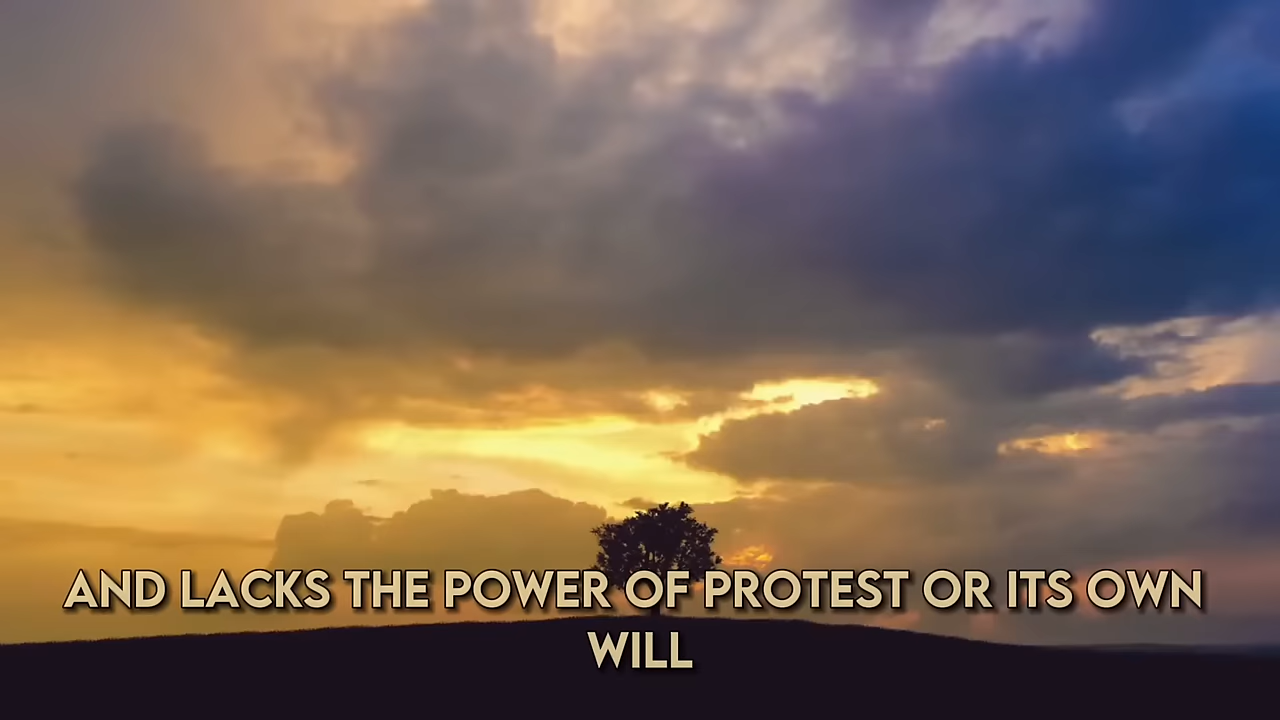 AND LACKS THE POWER OF PROTEST OR ITS OWN
WILL